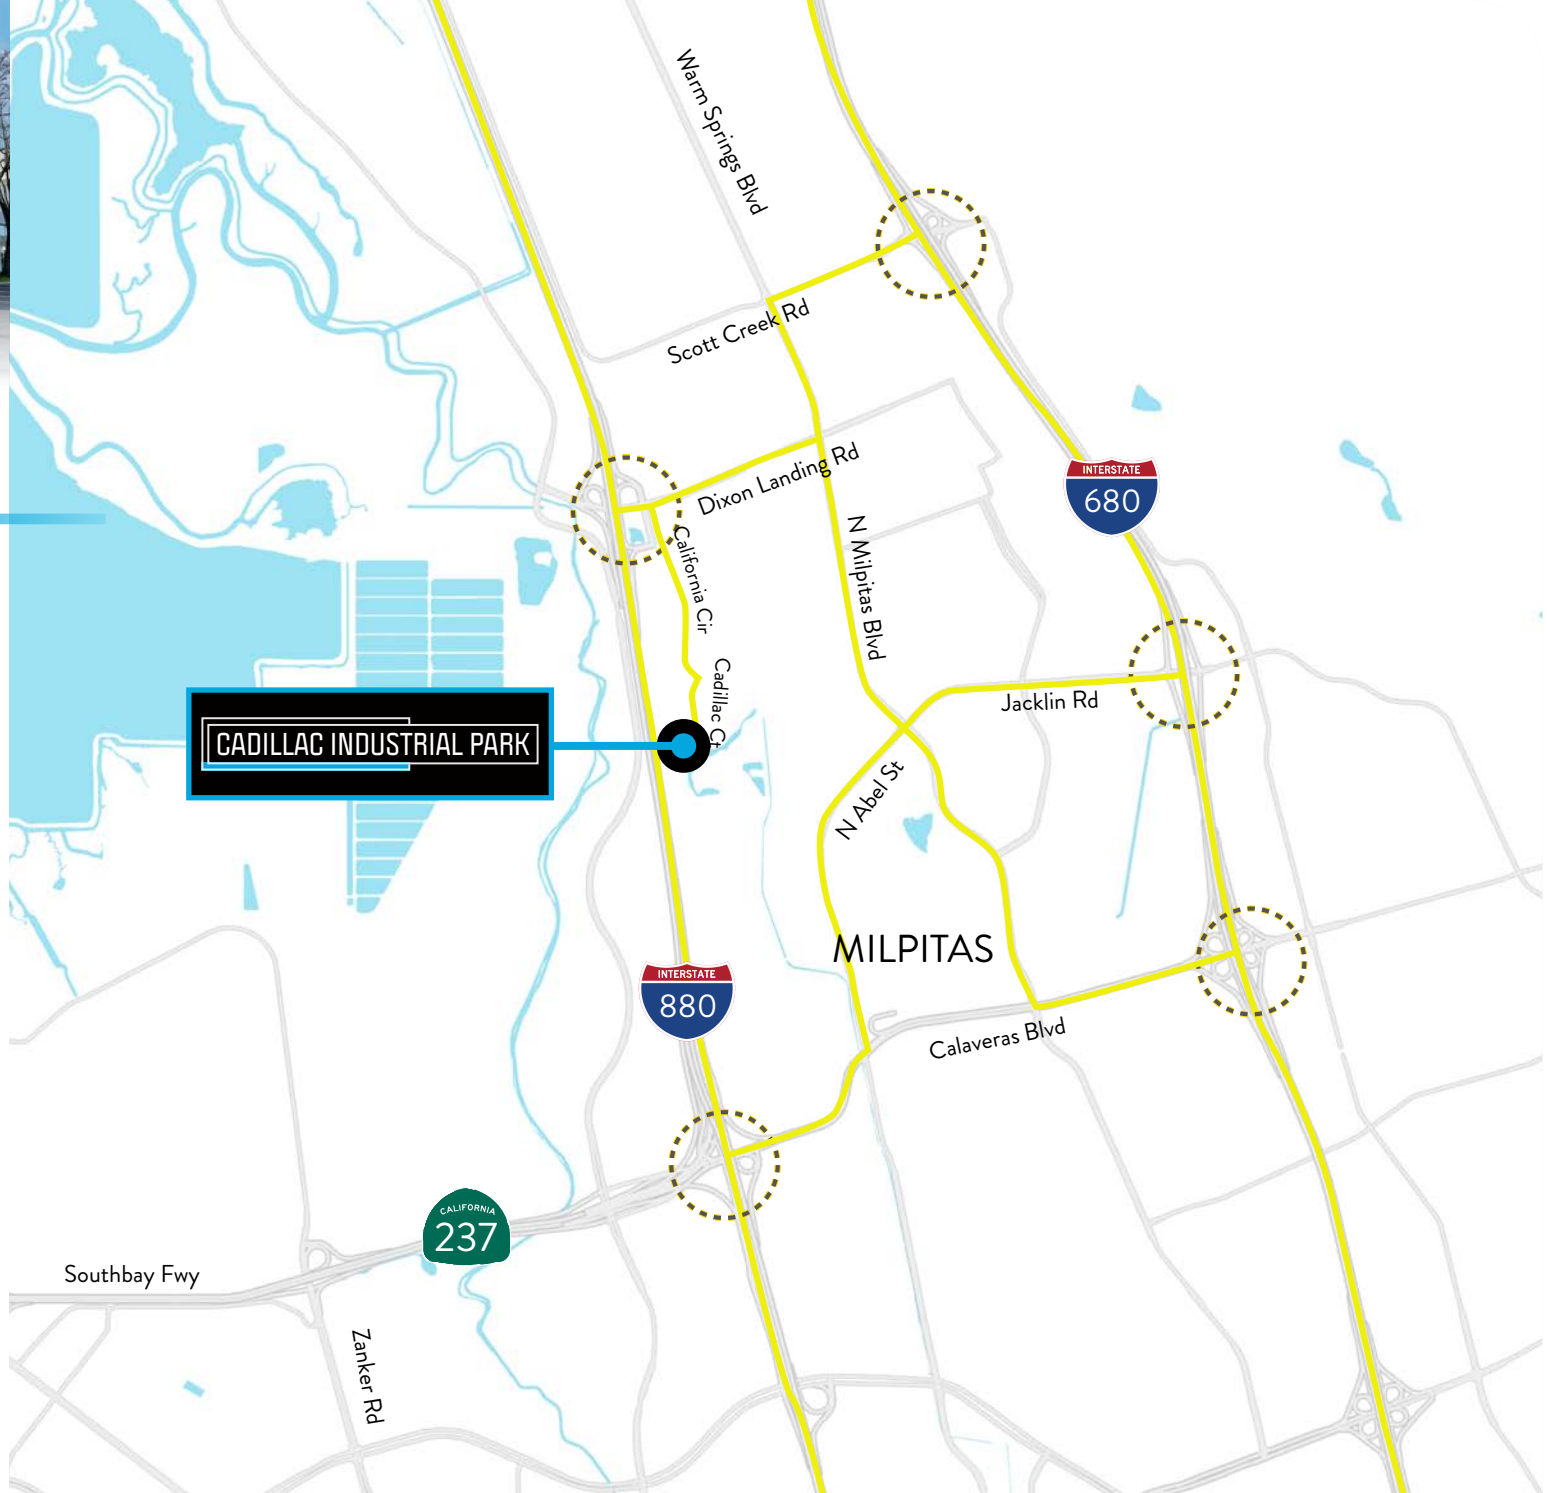 Warm Springs Blvd
Scott Creek Rd
Dixon Landing Rd
INTERSTATE
680
California Cir
N Milpitas Blvd
Cadillac Ct
Jacklin Rd
CADILLAC INDUSTRIAL PARK
N Abel St
MILPITAS
INTERSTATE
880
Calaveras Blvd
CALIFORNIA
237
Southbay Fwy
Zanker Rd